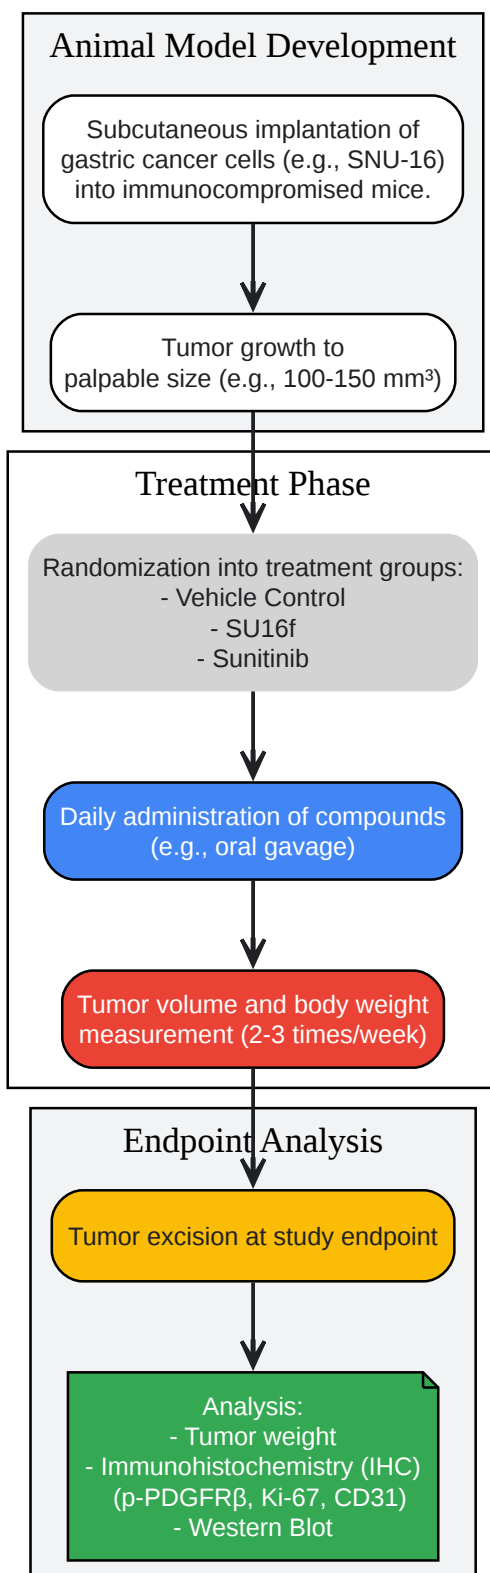 Animal Model Development
Subcutaneous implantation of
gastric cancer cells (e.g., SNU-16)
into immunocompromised mice.
Tumor growth to
palpable size (e.g., 100-150 mm³)
Treatment Phase
Randomization into treatment groups:
- Vehicle Control
- SU16f
- Sunitinib
Daily administration of compounds
(e.g., oral gavage)
Tumor volume and body weight
measurement (2-3 times/week)
Endpoint Analysis
Tumor excision at study endpoint
Analysis:
- Tumor weight
- Immunohistochemistry (IHC)
(p-PDGFRβ, Ki-67, CD31)
- Western Blot